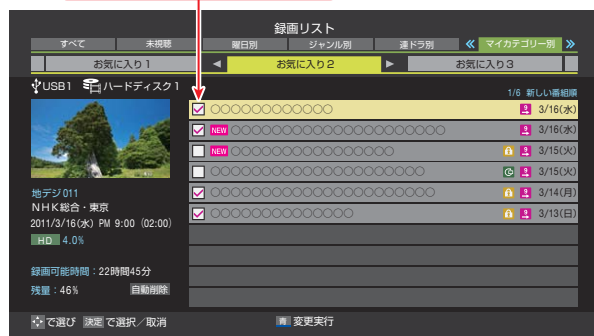 録画リスト
すべて 未視聴 曜日別 ジャンル別 連ドラ別 マイカテゴリー別
お気に入り1 お気に入り2 お気に入り3
USB1 ハードディスク1
1/6 新しい番組順
○○○○○○○○○○○○ 9 3/16(水)
NEW ○○○○○○○○○○○○○○○○○○○○○ 9 3/16(水)
NEW ○○○○○○○○○○○○○○○○ 9 3/15(火)
○○○○○○○○○○○○○○○○○○○○○ 9 3/15(火)
○○○○○○○○○○○○○○○○○○○○○○ 9 3/14(月)
○○○○○○○○○○○○○○ 9 3/13(日)
地デジ011
NHK総合・東京
2011/3/16(水) PM 9:00 (02:00)
HD 4.0%
録画可能時間:22時間45分
残量:46% 自動削除
で選び 決定 で選択/取消 青 変更実行